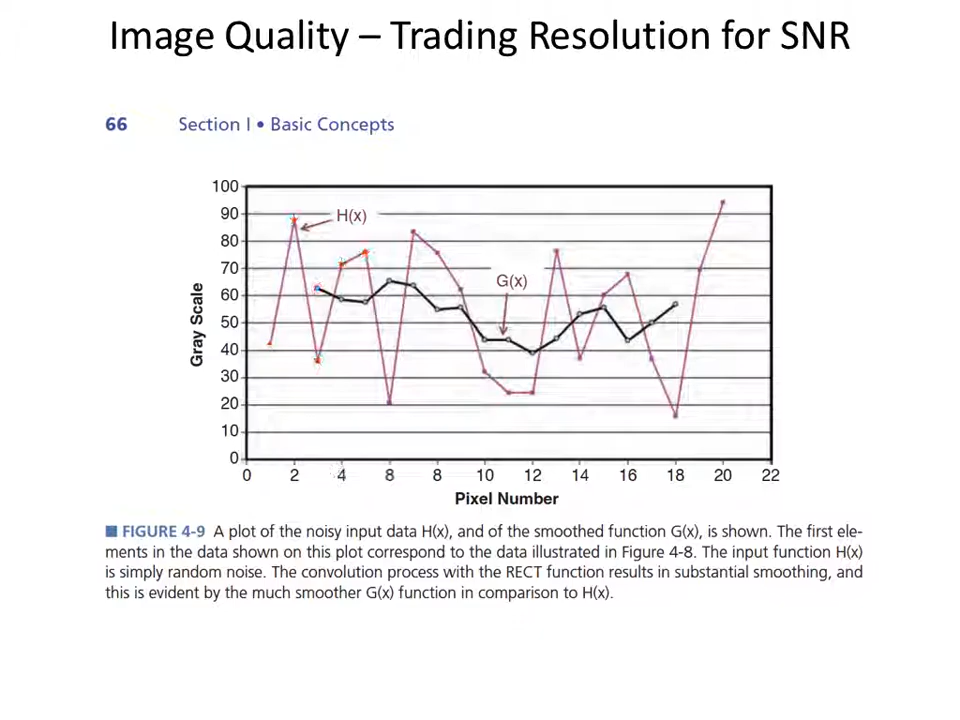 Image Quality – Trading Resolution for SNR
66 Section I • Basic Concepts
100
90
80
70
60
50
40
30
20
10
0
H(x)
G(x)
Gray Scale
0 2 4 8 8 10 12 14 16 18 20 22
Pixel Number
■ FIGURE 4-9 A plot of the noisy input data H(x), and of the smoothed function G(x), is shown. The first ele-
ments in the data shown on this plot correspond to the data illustrated in Figure 4-8. The input function H(x)
is simply random noise. The convolution process with the RECT function results in substantial smoothing, and
this is evident by the much smoother G(x) function in comparison to H(x).